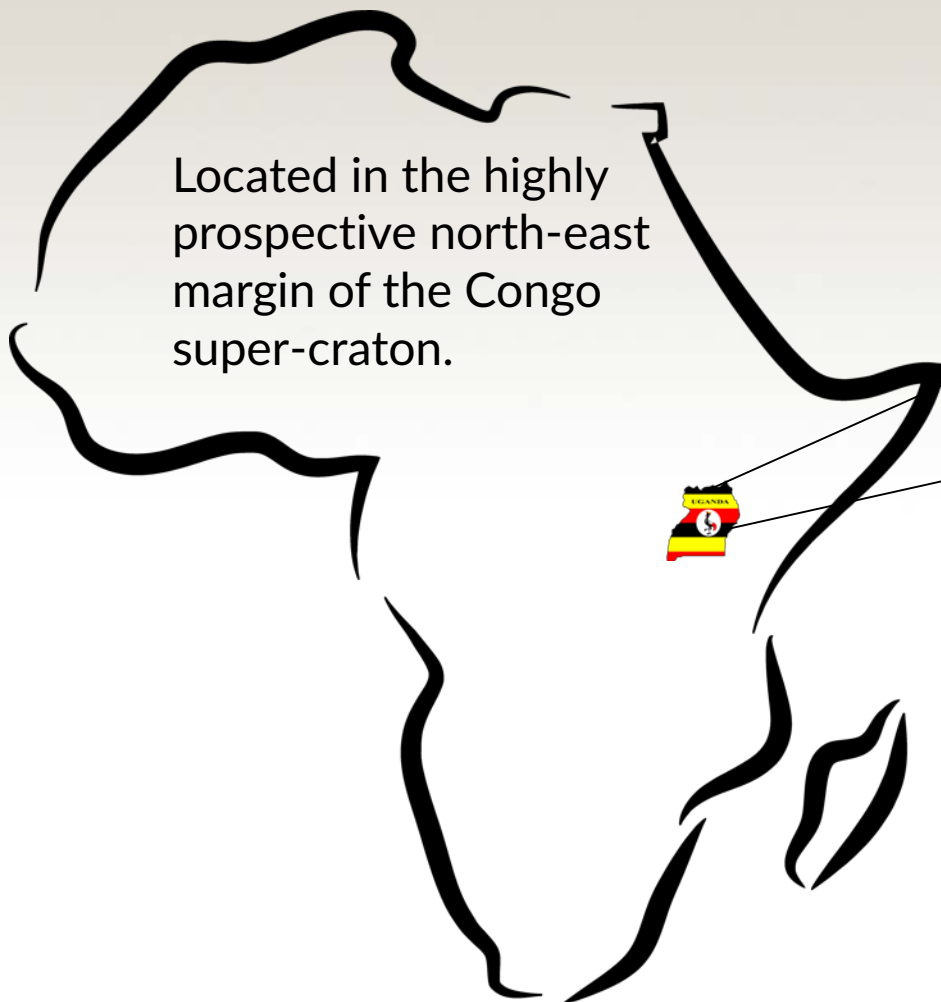 Located in the highly
prospective north-east
margin of the Congo
super-craton.
UGANDA